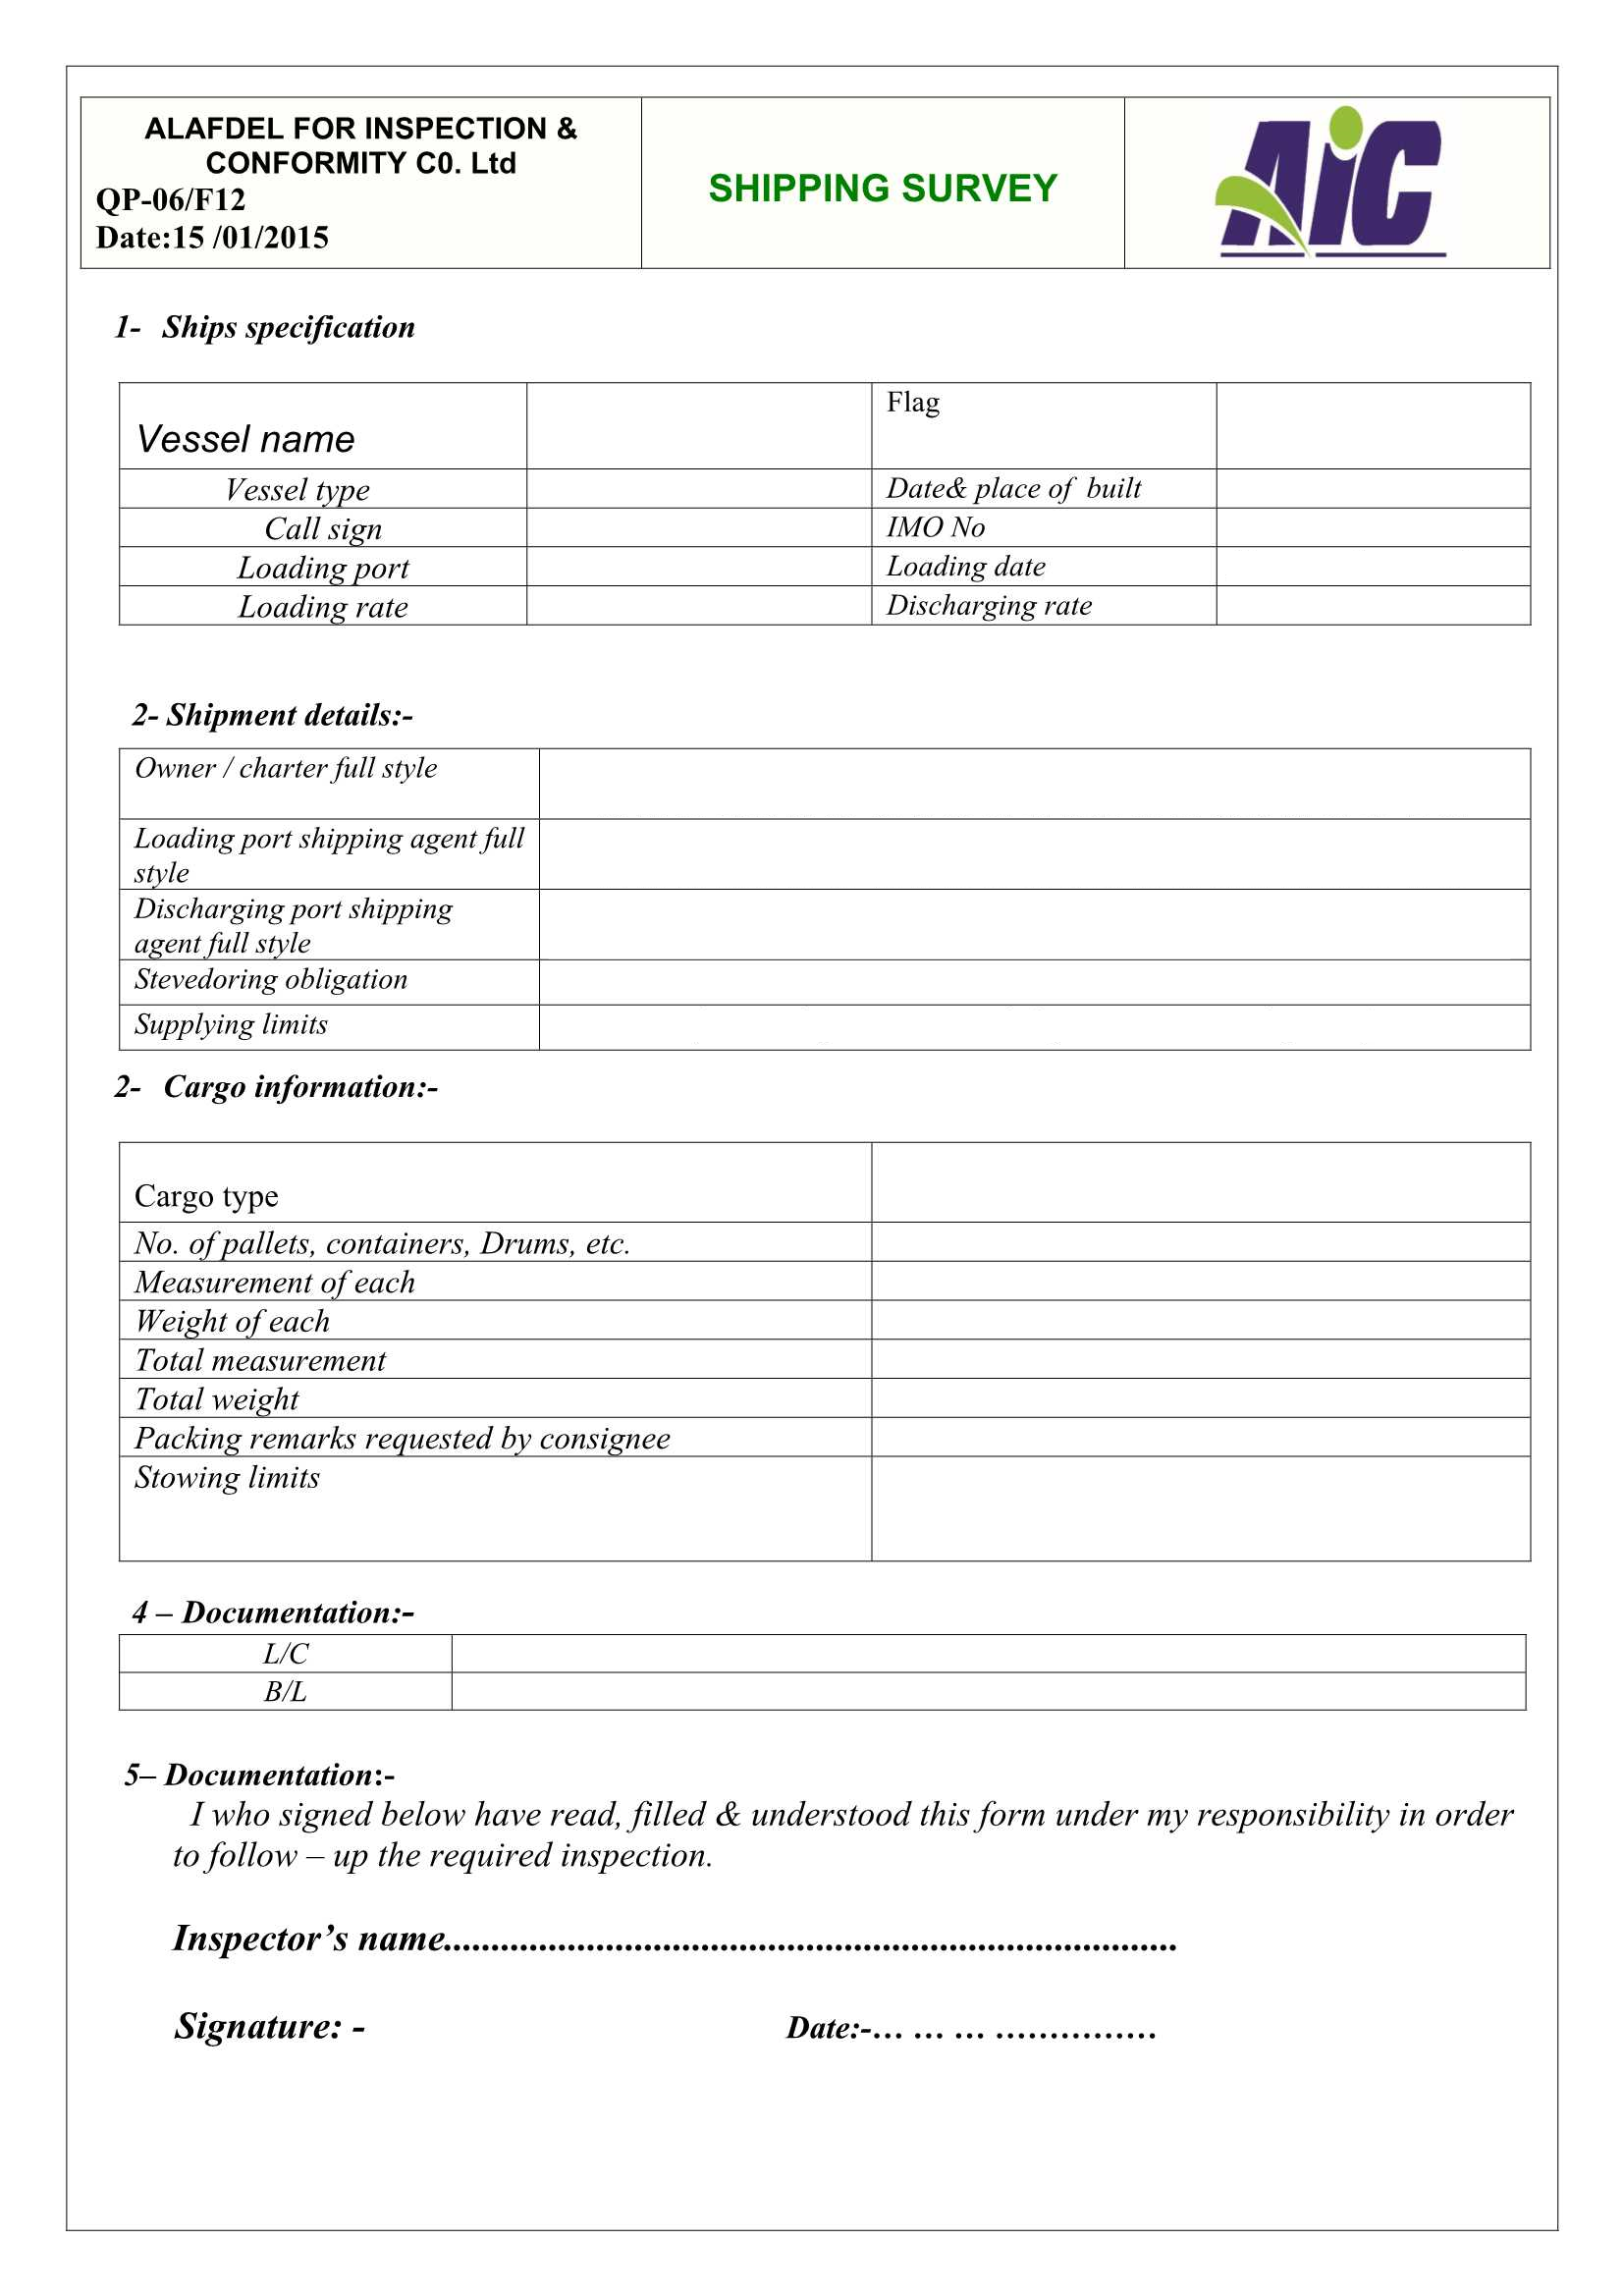 ALAFDEL FOR INSPECTION &
CONFORMITY C0. Ltd
QP-06/F12
Date:15 /01/2015
SHIPPING SURVEY
AiC
1- Ships specification
Vessel name
Flag
Vessel type
Date& place of built
Call sign
IMO No
Loading port
Loading date
Loading rate
Discharging rate
2- Shipment details:-
Owner / charter full style
Loading port shipping agent full
style
Discharging port shipping
agent full style
Stevedoring obligation
Supplying limits
2- Cargo information:-
Cargo type
No. of pallets, containers, Drums, etc.
Measurement of each
Weight of each
Total measurement
Total weight
Packing remarks requested by consignee
Stowing limits
4 – Documentation:-
L/C
B/L
5– Documentation:-
I who signed below have read, filled & understood this form under my responsibility in order
to follow – up the required inspection.
Inspector’s name..............................................................................
Signature: -
Date:-… … … ……………